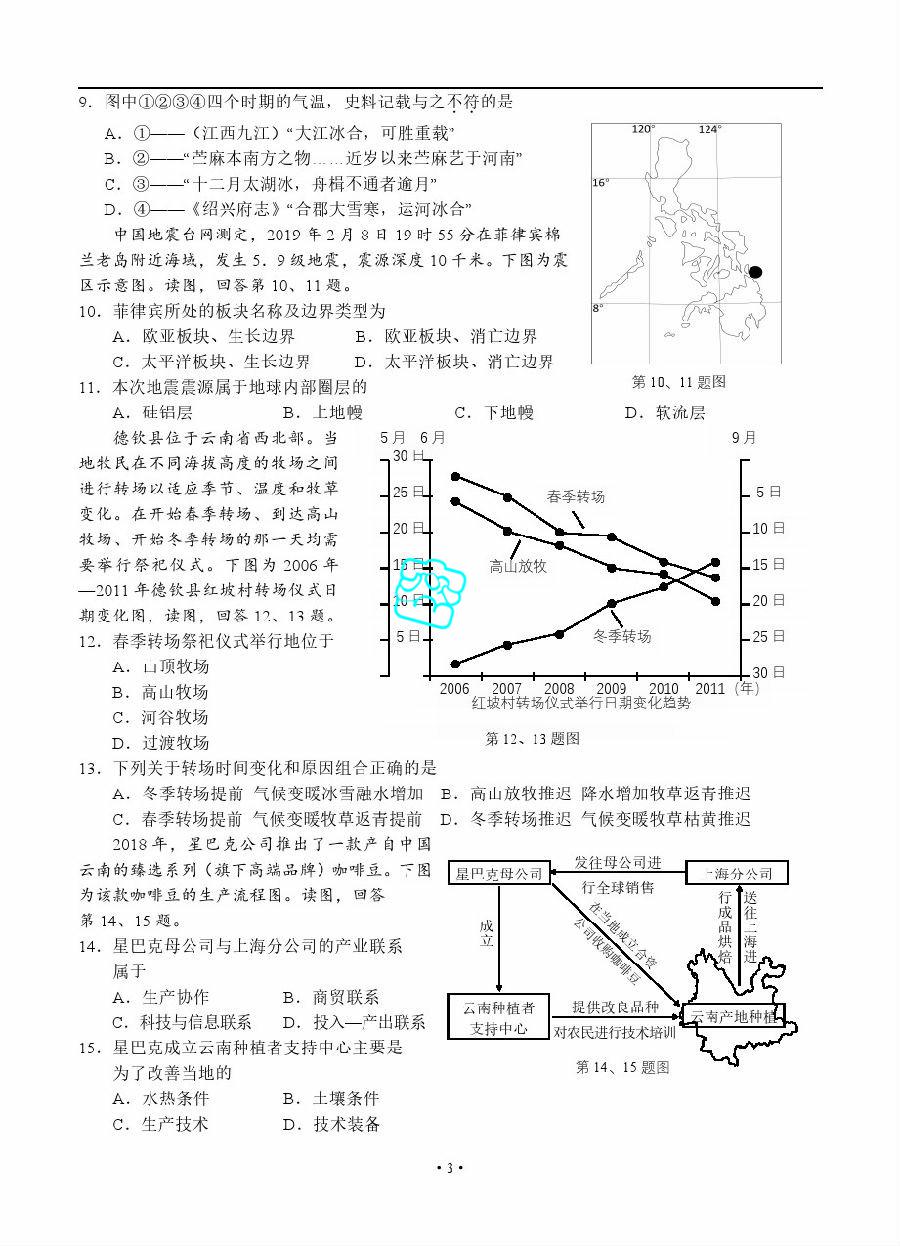 9．图中①②③④四个时期的气温，史料记载与之不符的是
A．①——（江西九江）“大江冰合，可胜重载”
B．②——“苎麻本南方之物……近岁以来苎麻艺于河南”
C．③——“十二月太湖冰，舟楫不通者逾月”
D．④——《绍兴府志》“合郡大雪寒，运河冰合”
中国地震台网测定，2019 年 2 月 8 日 19 时 55 分在菲律宾棉
兰老岛附近海域，发生 5．9 级地震，震源深度 10 千米。下图为震
区示意图。读图，回答第 10、11 题。
120° 124°
16°
8°
第 10、11 题图
10．菲律宾所处的板块名称及边界类型为
A．欧亚板块、生长边界 B．欧亚板块、消亡边界
C．太平洋板块、生长边界 D．太平洋板块、消亡边界
11．本次地震震源属于地球内部圈层的
A．硅铝层 B．上地幔 C．下地幔 D．软流层
德钦县位于云南省西北部。当
地牧民在不同海拔高度的牧场之间
进行转场以适应季节、温度和牧草
变化。在开始春季转场、到达高山
牧场、开始冬季转场的那一天均需
要举行祭祀仪式。下图为 2006 年
—2011 年德钦县红坡村转场仪式日
期变化图，读图，回答 12、13 题。
5 月 6 月 9 月
30 日
25 日 5 日
20 日 10 日
15 日 15 日
10 日 20 日
5 日 25 日
30 日
春季转场
高山放牧
冬季转场
2006 2007 2008 2009 2010 2011 (年)
红坡村转场仪式举行日期变化趋势
第 12、13 题图
12．春季转场祭祀仪式举行地位于
A．山顶牧场
B．高山牧场
C．河谷牧场
D．过渡牧场
13．下列关于转场时间变化和原因组合正确的是
A．冬季转场提前 气候变暖冰雪融水增加 B．高山放牧推迟 降水增加牧草返青推迟
C．春季转场提前 气候变暖牧草返青提前 D．冬季转场推迟 气候变暖牧草枯黄推迟
2018 年，星巴克公司推出了一款产自中国
云南的臻选系列（旗下高端品牌）咖啡豆。下图
为该款咖啡豆的生产流程图。读图，回答
第 14、15 题。
星巴克母公司
发往母公司进
行全球销售
上海分公司
成立
在当地成立合资
公司收购咖啡豆
送往上海进
行成品烘焙
云南种植者
支持中心
提供改良品种
对农民进行技术培训
云南产地种植
第 14、15 题图
14．星巴克母公司与上海分公司的产业联系
属于
A．生产协作 B．商贸联系
C．科技与信息联系 D．投入—产出联系
15．星巴克成立云南种植者支持中心主要是
为了改善当地的
A．水热条件 B．土壤条件
C．生产技术 D．技术装备
·3·